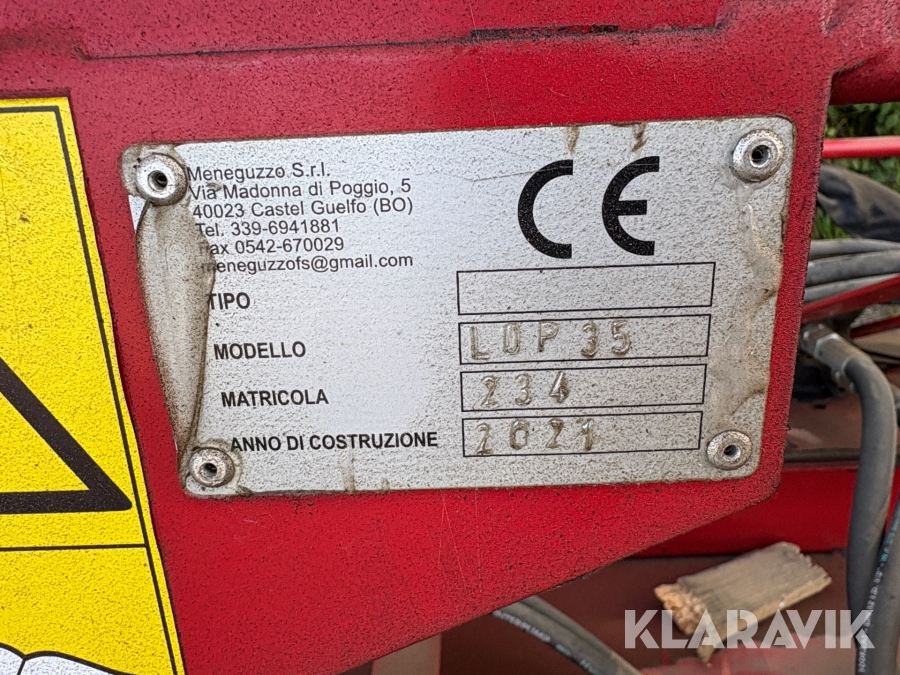 Meneguzzo S.r.l.
Via Madonna di Poggio, 5
40023 Castel Guelfo (BO)
Tel. 339-6941881
Fax 0542-670029
meneguzzofs@gmail.com
CE
TIPO
MODELLO LUP 35
MATRICOLA 234
ANNO DI COSTRUZIONE 2021
KLARAVIK